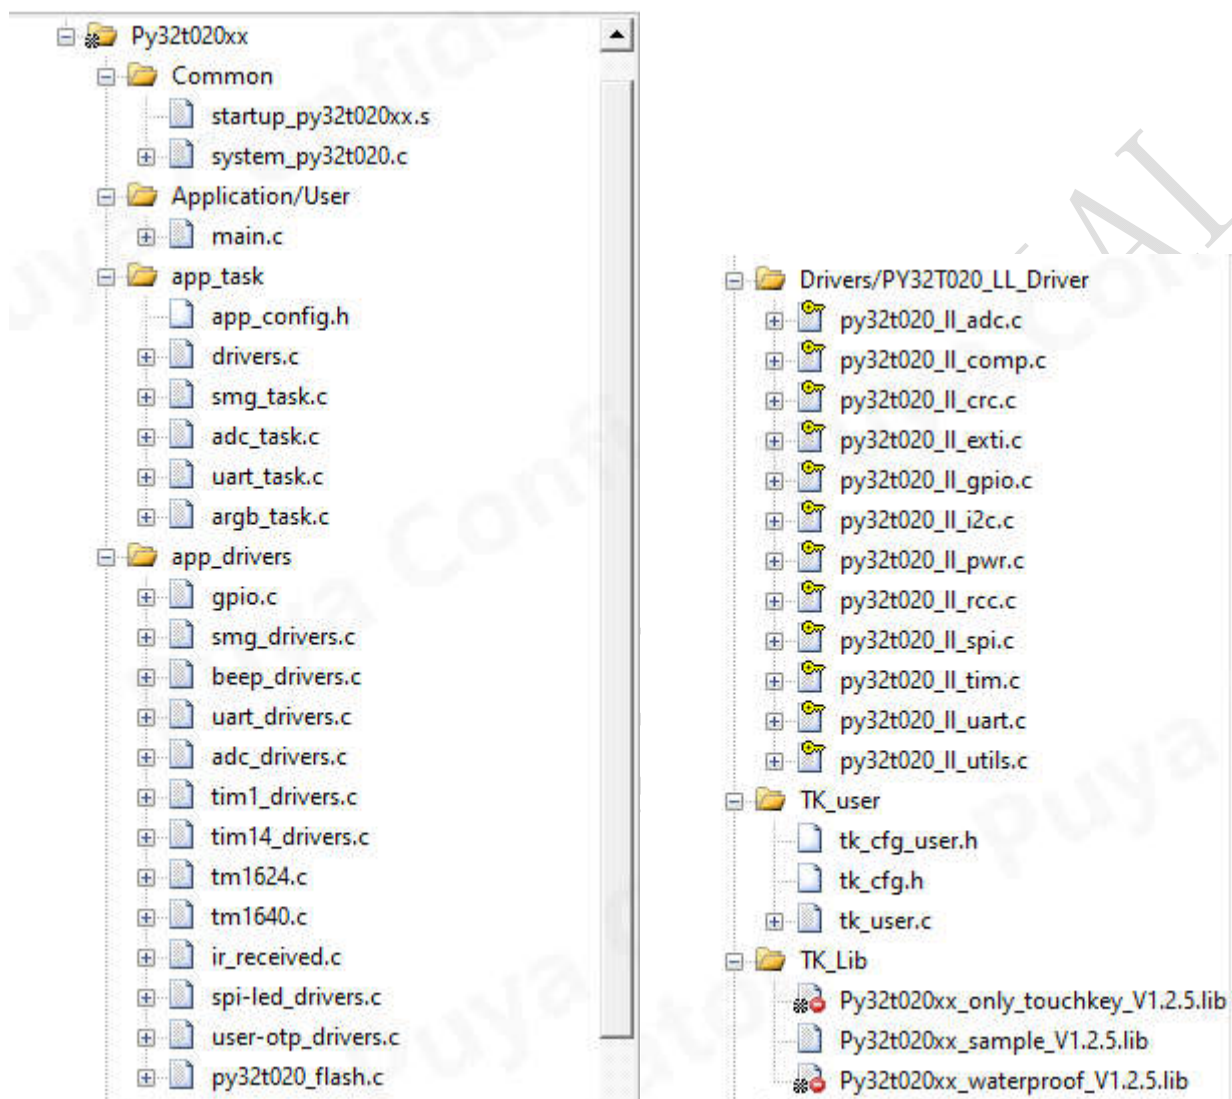 Py32t020xx
Common
startup_py32t020xx.s
system_py32t020.c
Application/User
main.c
app_task
app_config.h
drivers.c
smg_task.c
adc_task.c
uart_task.c
argb_task.c
app_drivers
gpio.c
smg_drivers.c
beep_drivers.c
uart_drivers.c
adc_drivers.c
tim1_drivers.c
tim14_drivers.c
tm1624.c
tm1640.c
ir_received.c
spi-led_drivers.c
user-otp_drivers.c
py32t020_flash.c
Drivers/PY32T020_LL_Driver
py32t020_ll_adc.c
py32t020_ll_comp.c
py32t020_ll_crc.c
py32t020_ll_exti.c
py32t020_ll_gpio.c
py32t020_ll_i2c.c
py32t020_ll_pwr.c
py32t020_ll_rcc.c
py32t020_ll_spi.c
py32t020_ll_tim.c
py32t020_ll_uart.c
py32t020_ll_utils.c
TK_user
tk_cfg_user.h
tk_cfg.h
tk_user.c
TK_Lib
Py32t020xx_only_touchkey_V1.2.5.lib
Py32t020xx_sample_V1.2.5.lib
Py32t020xx_waterproof_V1.2.5.lib